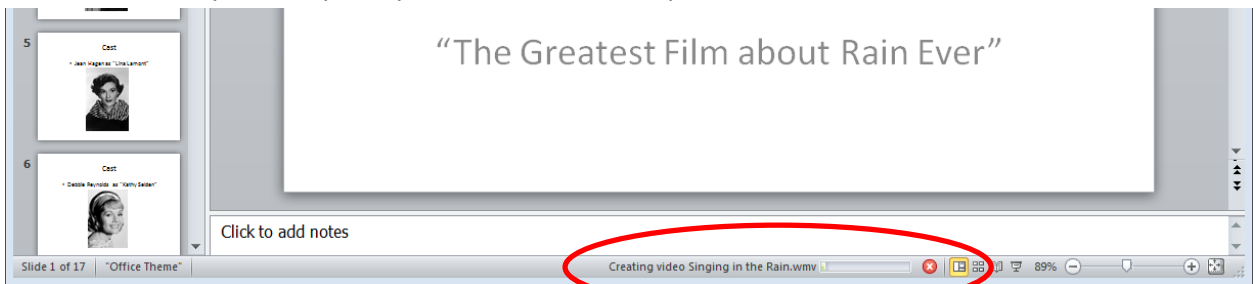 5
Cast
• Jean Hagen as "Lina Lamont"
6
Cast
• Debbie Reynolds as "Kathy Selden"
“The Greatest Film about Rain Ever”
Click to add notes
Slide 1 of 17 "Office Theme" Creating video Singing in the Rain.wmv 89%